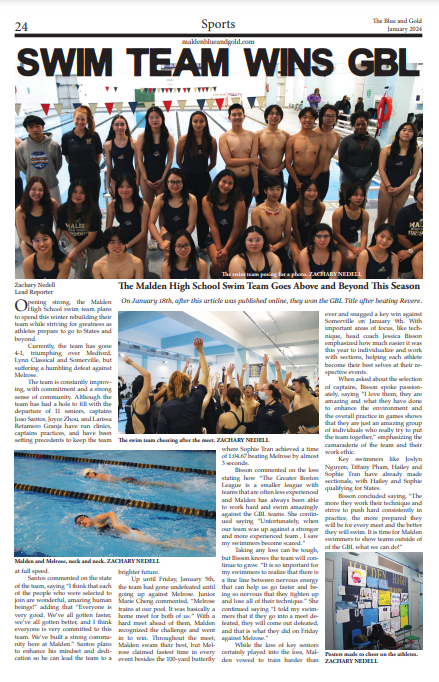 24
Sports
The Blue and Gold
January 2024
maldenblueandgold.com
SWIM TEAM WINS GBL
The swim team posing for a photo. ZACHARY NEDELL
Zachary Nedell
Lead Reporter
The Malden High School Swim Team Goes Above and Beyond This Season
On January 18th, after this article was published online, they won the GBL Title after beating Revere.
Opening strong, the Malden
High School swim team plans
to spend this winter rebuilding their
team while striving for greatness as
athletes prepare to go to States and
beyond.
Currently, the team has gone
4-1, triumphing over Medford,
Lynn Classical and Somerville, but
suffering a humbling defeat against
Melrose.
The team is constantly improv-
ing, with commitment and a strong
sense of community. Although the
team has had a hole to fill with the
departure of 11 seniors, captains
Joao Santos, Joyce Zhou, and Larissa
Retamero Granja have run clinics,
captains practices, and have been
setting precedents to keep the team
Malden and Melrose, neck and neck. ZACHARY NEDELL
at full speed.
Santos commented on the state
of the team, saying "I think that each
of the people who were selected to
join are wonderful, amazing human
beings!" adding that "Everyone is
very good. We've all gotten faster,
we've all gotten better, and I think
everyone is very committed to this
team. We've built a strong commu-
nity here at Malden." Santos plans
to enhance his mindset and dedi-
cation so he can lead the team to a
The swim team cheering after the meet. ZACHARY NEDELL
brighter future.
Up until Friday, January 5th,
the team had gone undefeated until
going up against Melrose. Junior
Marie Cheng commented, "Melrose
trains at our pool. It was basically a
home meet for both of us." With a
hard meet ahead of them, Malden
recognized the challenge and went
in to win. Throughout the meet,
Malden swam their best, but Mel-
rose claimed fastest time in every
event besides the 100-yard butterfly
where Sophie Tran achieved a time
of 1:04.67 beating Melrose by almost
3 seconds.
Bisson commented on the loss
stating how "The Greater Boston
League is a smaller league with
teams that are often less experienced
and Malden has always been able
to work hard and swim amazingly
against the GBL teams. She contin-
ued saying "Unfortunately, when
our team was up against a stronger
and more experienced team , I saw
my swimmers become scared."
Taking any loss can be tough,
but Bisson knows the team will con-
tinue to grow. "It is so important for
my swimmers to realize that there is
a fine line between nervous energy
that can help us go faster and be-
ing so nervous that they tighten up
and lose all of their technique." She
continued saying "I told my swim-
mers that if they go into a meet de-
feated, they will come out defeated,
and that is what they did on Friday
against Melrose."
While the loss of key seniors
certainly played into the loss, Mal-
den vowed to train harder than
ever and snagged a key win against
Somerville on January 9th. With
important areas of focus, like tech-
nique, head coach Jessica Bisson
emphasized how much easier it was
this year to individualize and work
with sections, helping each athlete
become their best selves at their re-
spective events.
When asked about the selection
of captains, Bisson spoke passion-
ately, saying "I love them, they are
amazing and what they have done
to enhance the environment and
the overall practice in games shows
that they are just an amazing group
of individuals who really try to put
the team together," emphasizing the
camaraderie of the team and their
work ethic.
Key swimmers like Joslyn
Nguyen, Tiffany Pham, Hailey and
Sophie Tran have already made
sectionals, with Hailey and Sophie
qualifying for States.
Bisson concluded saying, "The
more they work their technique and
strive to push hard consistently in
practice, the more prepared they
will be for every meet and the better
they will swim. It is time for Malden
swimmers to show teams outside of
of the GBL what we can do!"
Posters made to cheer on the athletes.
ZACHARY NEDELL